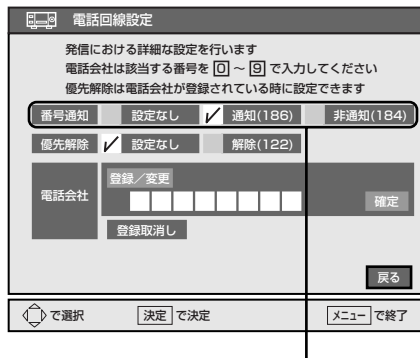 電話回線設定
発信における詳細な設定を行います
電話会社は該当する番号を 0 ～ 9 で入力してください
優先解除は電話会社が登録されている時に設定できます
番号通知 設定なし 通知(186) 非通知(184)
優先解除 設定なし 解除(122)
登録／変更
電話会社 確定
登録取消し
戻る
で選択 決定 で決定 メニュー で終了